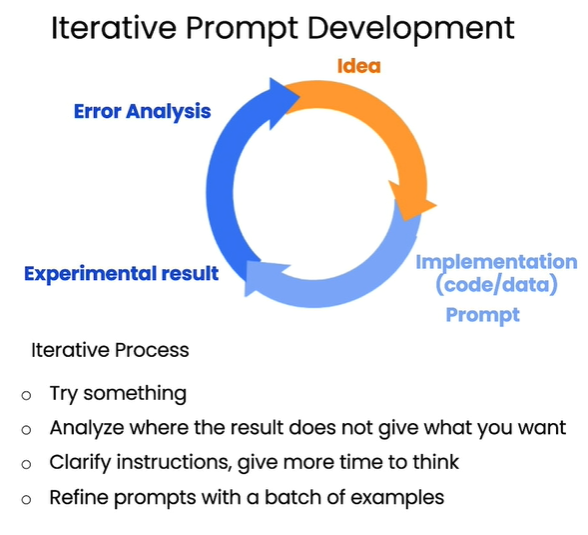 Iterative Prompt Development
Idea
Error Analysis
Experimental result
Implementation
(code/data)
Prompt
Iterative Process
o Try something
o Analyze where the result does not give what you want
o Clarify instructions, give more time to think
o Refine prompts with a batch of examples